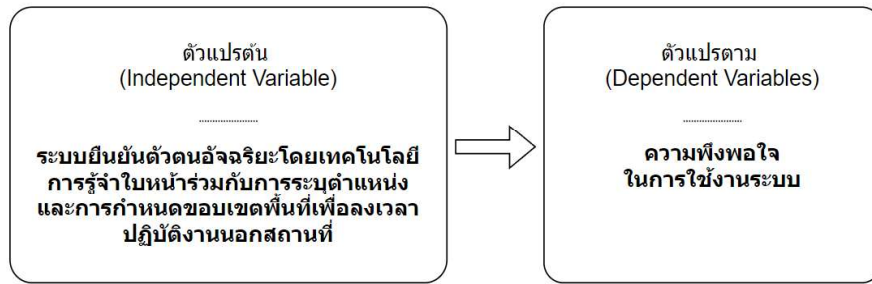 ตัวแปรต้น
(Independent Variable)
ระบบยืนยันตัวตนอัจฉริยะโดยเทคโนโลยี
การรู้จำใบหน้าร่วมกับการระบุตำแหน่ง
และการกำหนดขอบเขตพื้นที่เพื่อลงเวลา
ปฏิบัติงานนอกสถานที่
ตัวแปรตาม
(Dependent Variables)
ความพึงพอใจ
ในการใช้งานระบบ